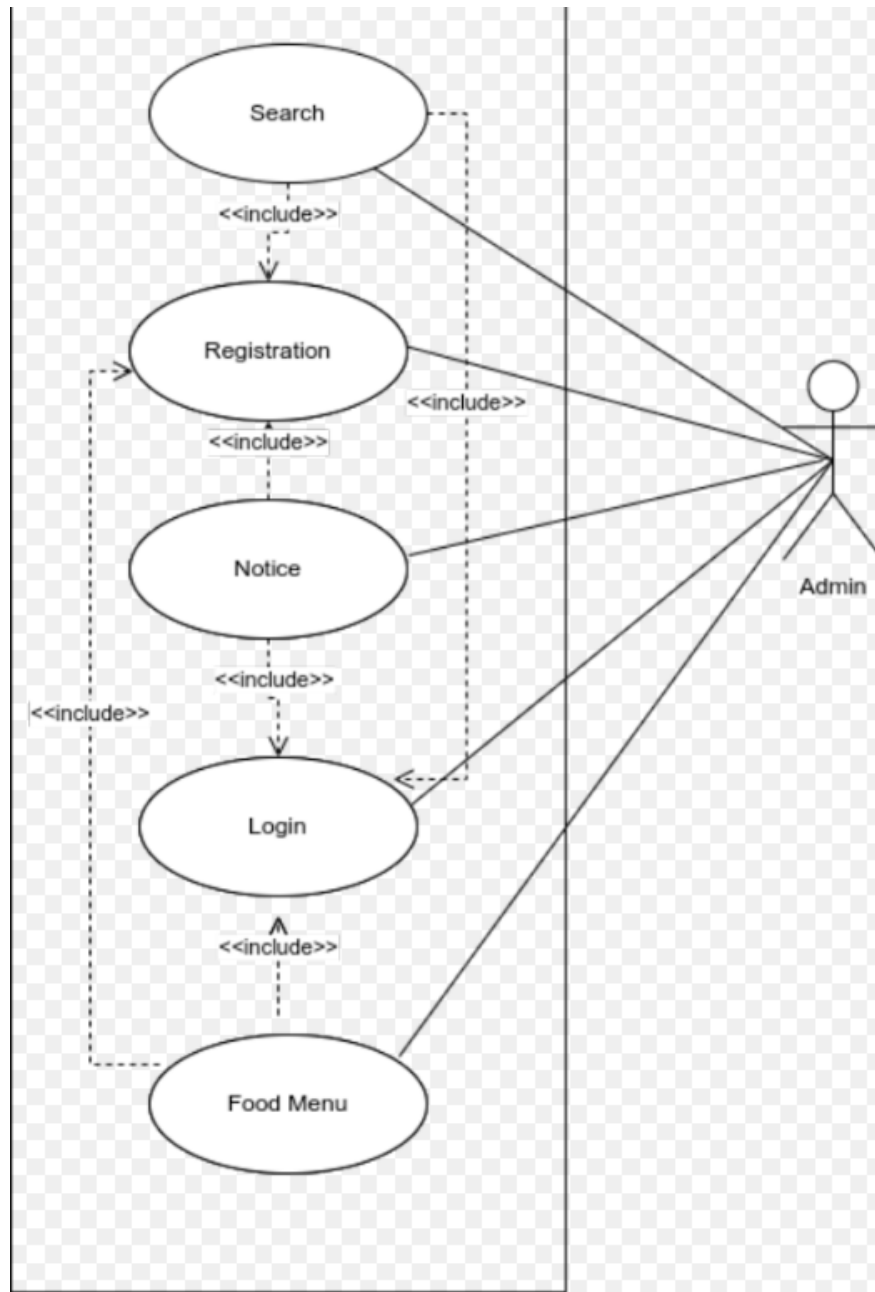 Search
<<include>>
Registration
<<include>>
<<include>>
Notice
Admin
<<include>>
<<include>>
Login
<<include>>
Food Menu